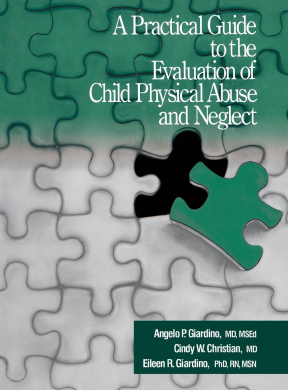 A Practical Guide
to the
Evaluation of
Child Physical Abuse
and Neglect
Angelo P. Giardino, MD, MSEd
Cindy W. Christian, MD
Eileen R. Giardino, PhD, RN, MSN